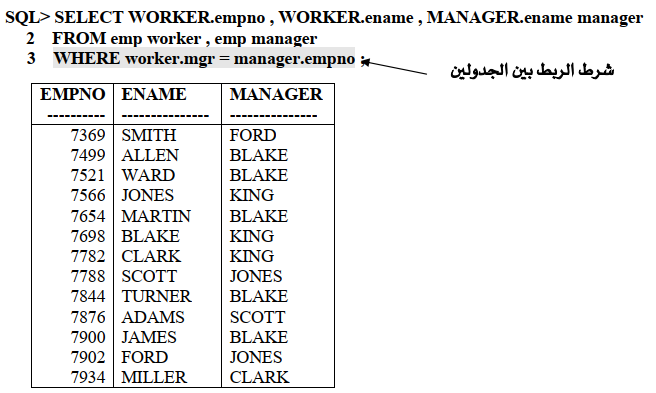 SQL> SELECT WORKER.empno , WORKER.ename , MANAGER.ename manager
2 FROM emp worker , emp manager
3 WHERE worker.mgr = manager.empno ;
شرط الربط بين الجدولين
EMPNO ENAME MANAGER
---------- --------------- ---------------
7369 SMITH FORD
7499 ALLEN BLAKE
7521 WARD BLAKE
7566 JONES KING
7654 MARTIN BLAKE
7698 BLAKE KING
7782 CLARK KING
7788 SCOTT JONES
7844 TURNER BLAKE
7876 ADAMS SCOTT
7900 JAMES BLAKE
7902 FORD JONES
7934 MILLER CLARK